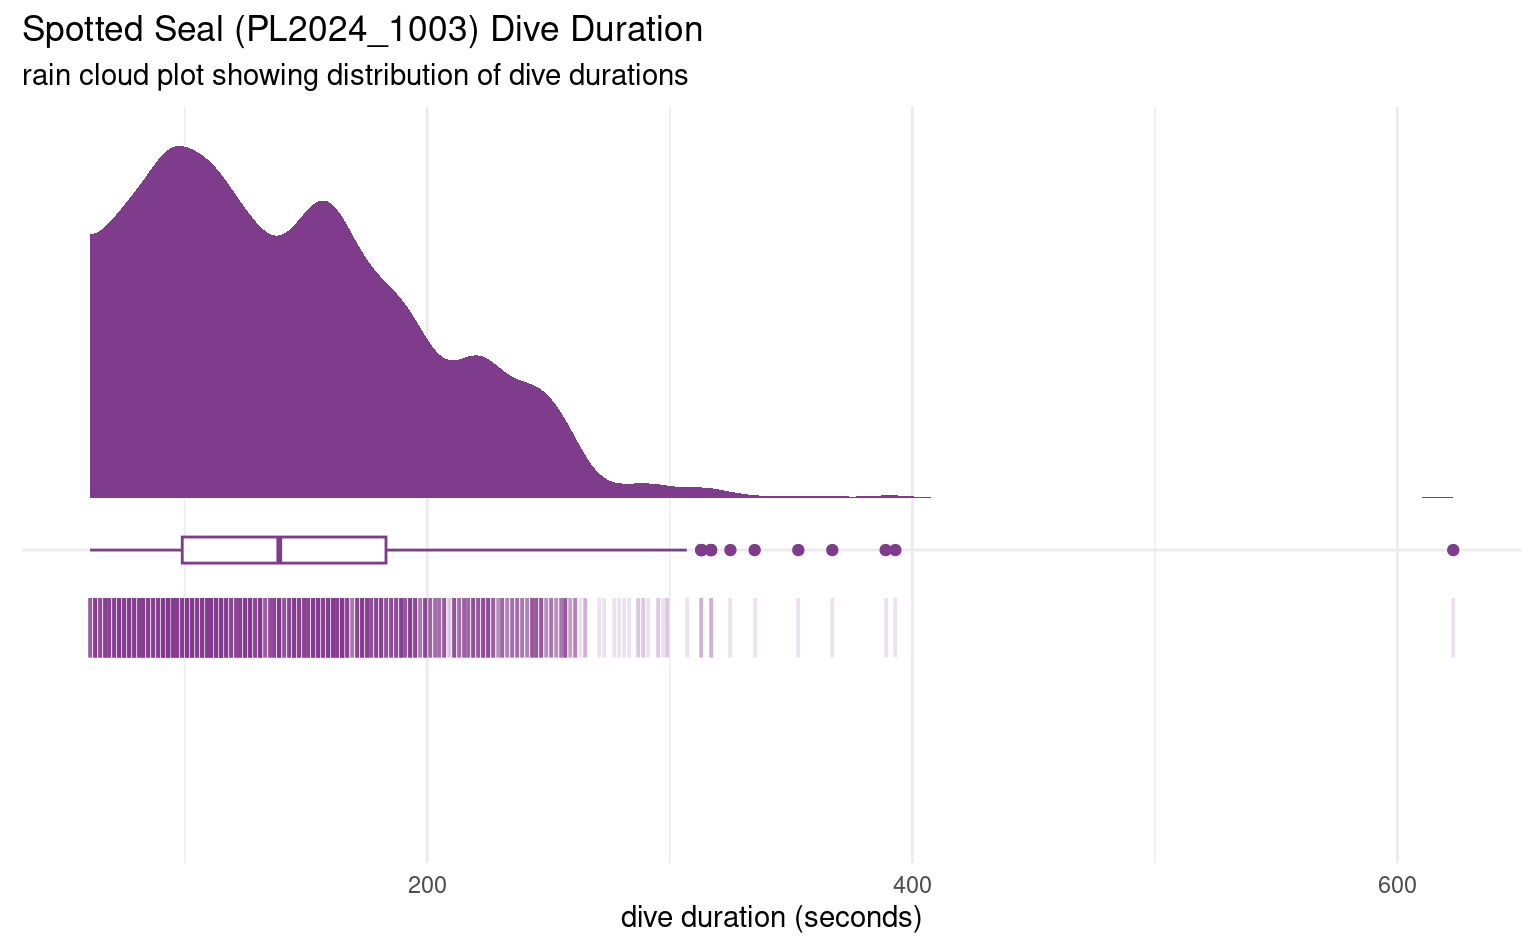 Spotted Seal (PL2024_1003) Dive Duration
rain cloud plot showing distribution of dive durations
200 400 600
dive duration (seconds)